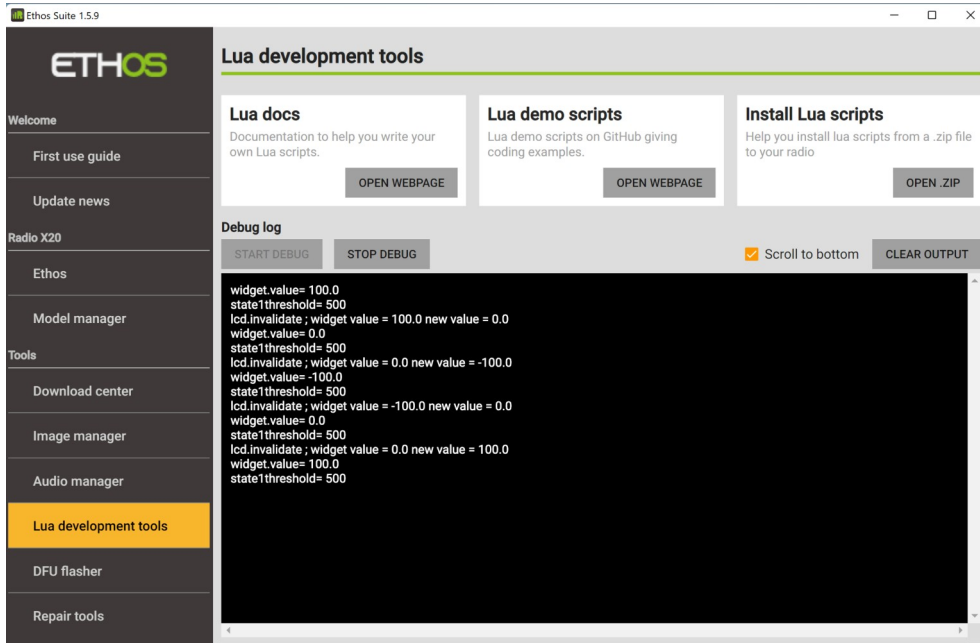 Ethos Suite 1.5.9
ETHOS
Welcome
First use guide
Update news
Radio X20
Ethos
Model manager
Tools
Download center
Image manager
Audio manager
Lua development tools
DFU flasher
Repair tools
Lua development tools
Lua docs
Documentation to help you write your
own Lua scripts.
OPEN WEBPAGE
Lua demo scripts
Lua demo scripts on GitHub giving
coding examples.
OPEN WEBPAGE
Install Lua scripts
Help you install lua scripts from a .zip file
to your radio
OPEN .ZIP
Debug log
START DEBUG
STOP DEBUG
Scroll to bottom
CLEAR OUTPUT
widget.value= 100.0
state1threshold= 500
lcd.invalidate ; widget value = 100.0 new value = 0.0
widget.value= 0.0
state1threshold= 500
lcd.invalidate ; widget value = 0.0 new value = -100.0
widget.value= -100.0
state1threshold= 500
lcd.invalidate ; widget value = -100.0 new value = 0.0
widget.value= 0.0
state1threshold= 500
lcd.invalidate ; widget value = 0.0 new value = 100.0
widget.value= 100.0
state1threshold= 500